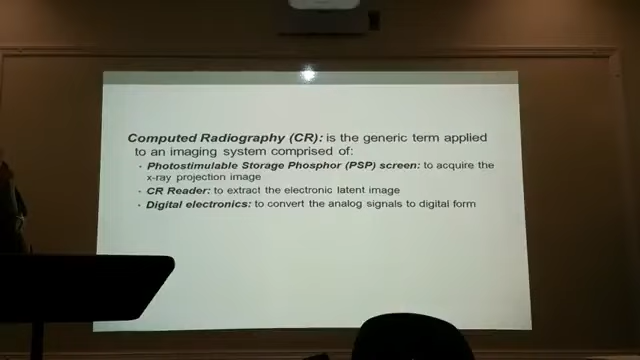 Computed Radiography (CR): is the generic term applied
to an imaging system comprised of:
• Photostimulable Storage Phosphor (PSP) screen: to acquire the
x-ray projection image
• CR Reader: to extract the electronic latent image
• Digital electronics: to convert the analog signals to digital form